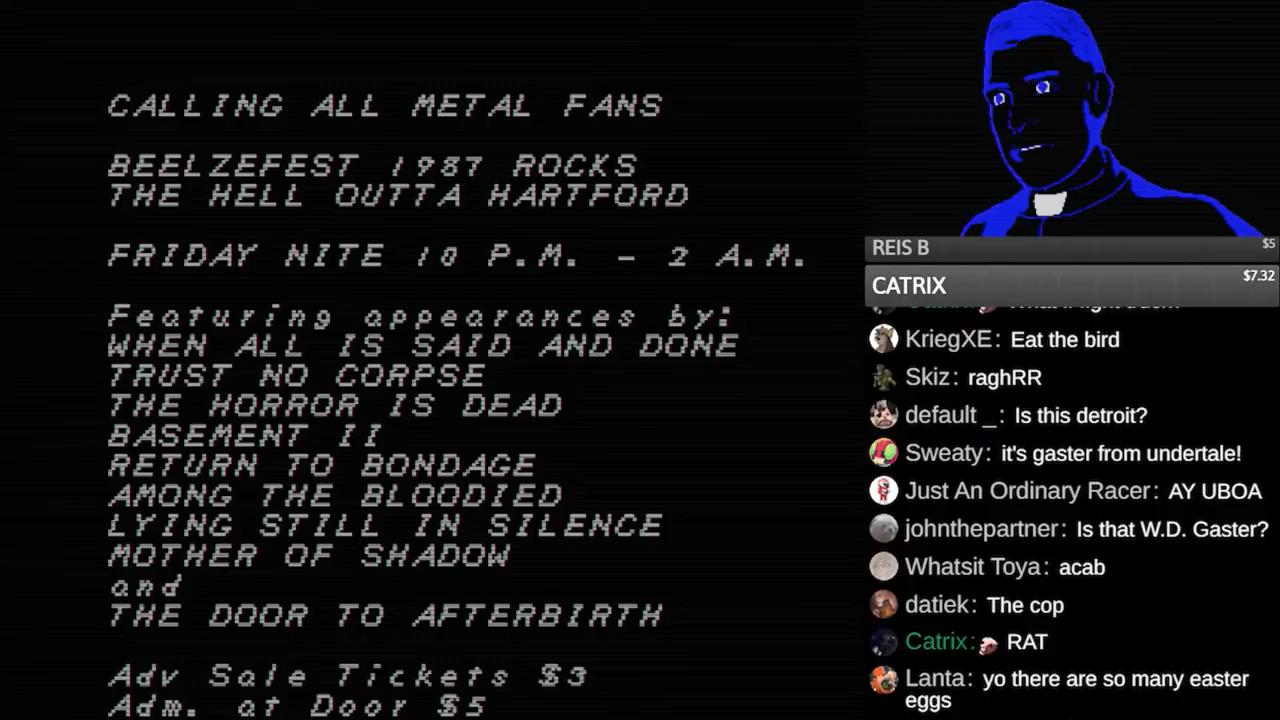 CALLING ALL METAL FANS
BEELZEFEST 1987 ROCKS
THE HELL OUTTA HARTFORD
FRIDAY NITE 10 P.M. - 2 A.M.
Featuring appearances by:
WHEN ALL IS SAID AND DONE
TRUST NO CORPSE
THE HORROR IS DEAD
BASEMENT II
RETURN TO BONDAGE
AMONG THE BLOODIED
LYING STILL IN SILENCE
MOTHER OF SHADOW
and
THE DOOR TO AFTERBIRTH
Adv Sale Tickets $3
Adm. at Door $5
REIS B $5
CATRIX $7.32
KriegXE: Eat the bird
Skiz: raghRR
default _: Is this detroit?
Sweaty: it's gaster from undertale!
Just An Ordinary Racer: AY UBOA
johnthepartner: Is that W.D. Gaster?
Whatsit Toya: acab
datiek: The cop
Catrix: RAT
Lanta: yo there are so many easter
eggs